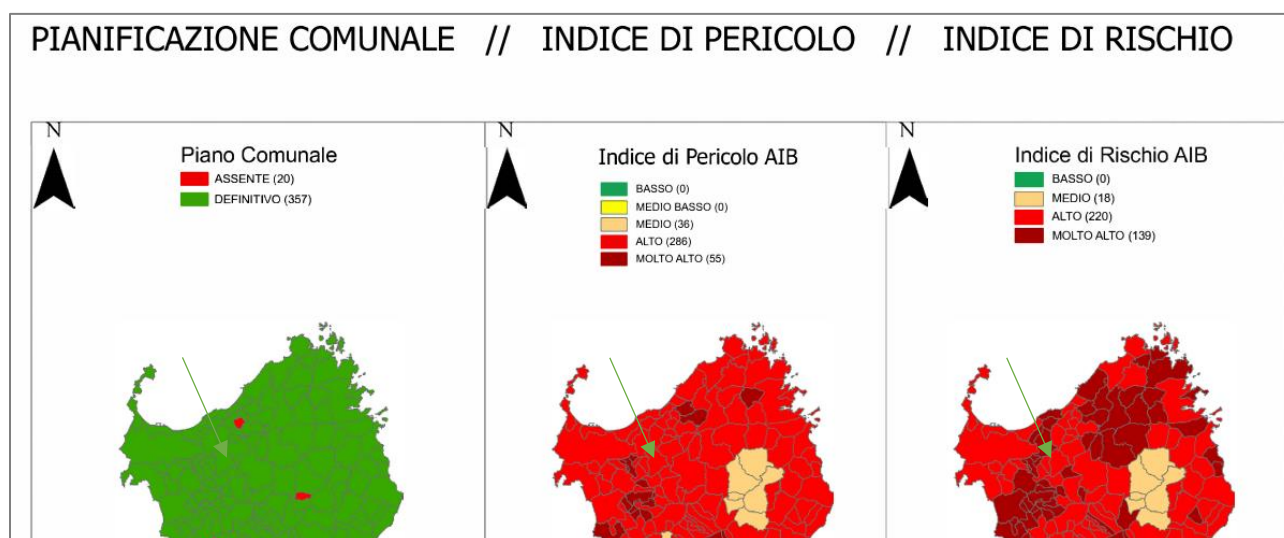 PIANIFICAZIONE COMUNALE // INDICE DI PERICOLO // INDICE DI RISCHIO
N
Piano Comunale
ASSENTE (20)
DEFINITIVO (357)
N
Indice di Pericolo AIB
BASSO (0)
MEDIO BASSO (0)
MEDIO (36)
ALTO (286)
MOLTO ALTO (55)
N
Indice di Rischio AIB
BASSO (0)
MEDIO (18)
ALTO (220)
MOLTO ALTO (139)